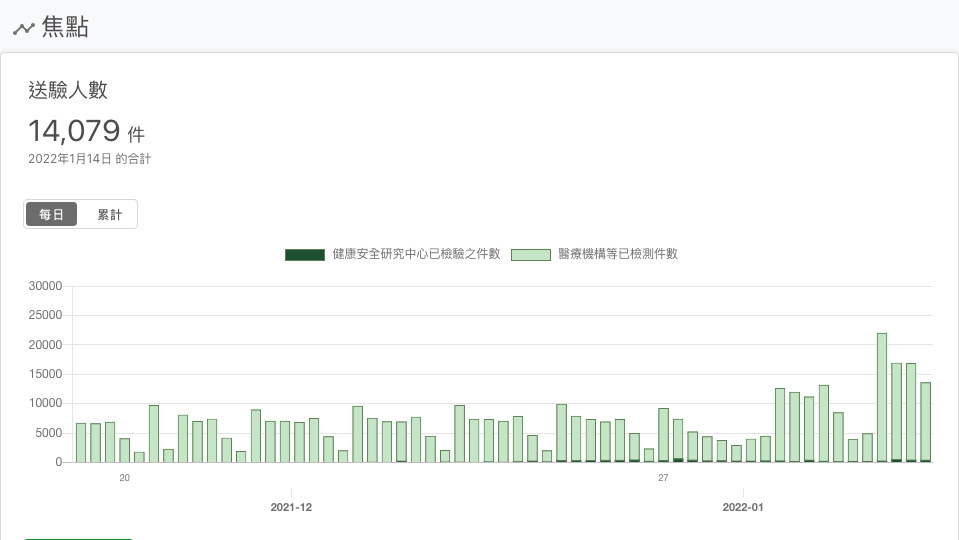 焦點
送驗人數
14,079 件
2022年1月14日 的合計
每日 累計
健康安全研究中心已檢驗之件數 醫療機構等已檢測件數
30000
25000
20000
15000
10000
5000
0
20 27
2021-12 2022-01